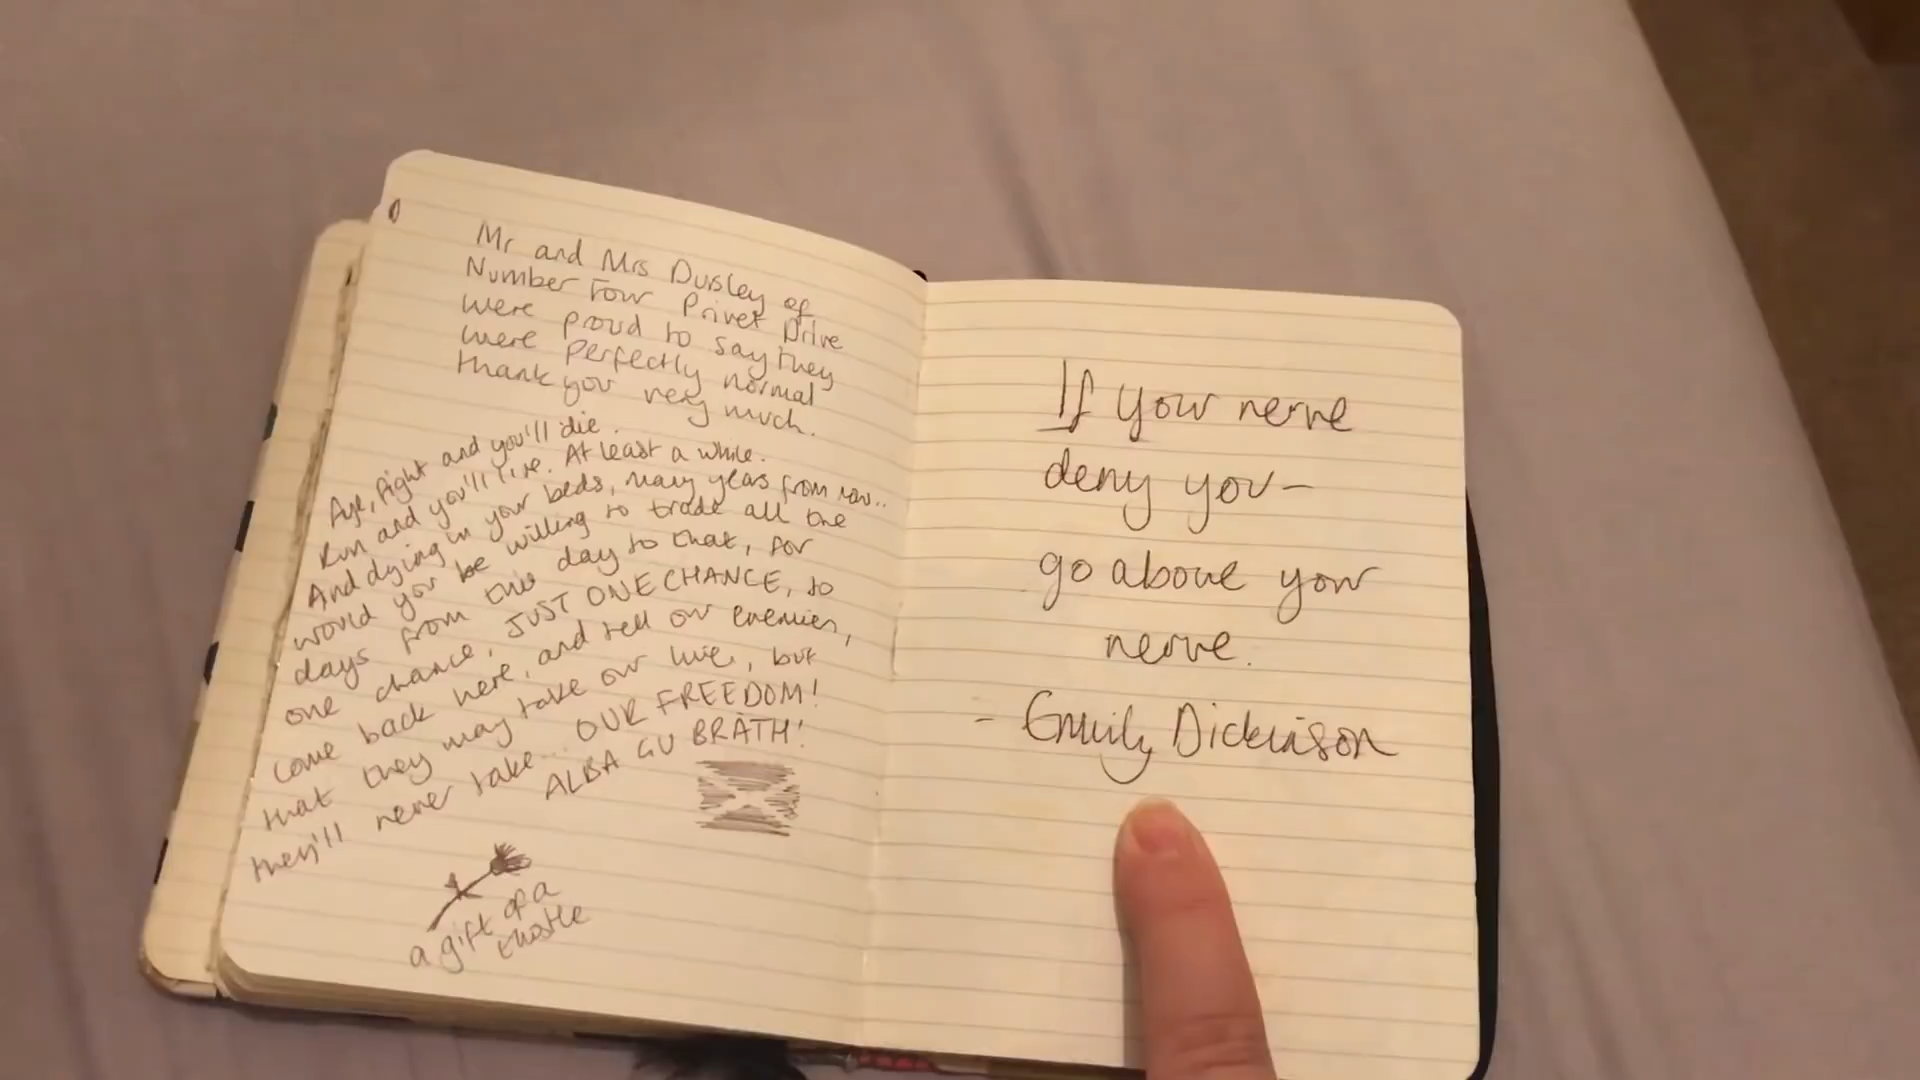 Mr and Mrs Dursley of
Number Four Privet Drive
were proud to say they
were perfectly normal
thank you very much.
Aye, fight and you'll die.
Run and you'll live. At least a while.
And dying in your beds, many years from now..
would you be willing to trade all the
days from this day to that, for
one chance, JUST ONE CHANCE, to
come back here, and tell our enemies,
that they may take our lives, but
they'll never take... OUR FREEDOM!
ALBA GU BRÀTH!
a gift of a
thistle
If your nerve
deny you—
go above your
nerve.
- Emily Dickinson